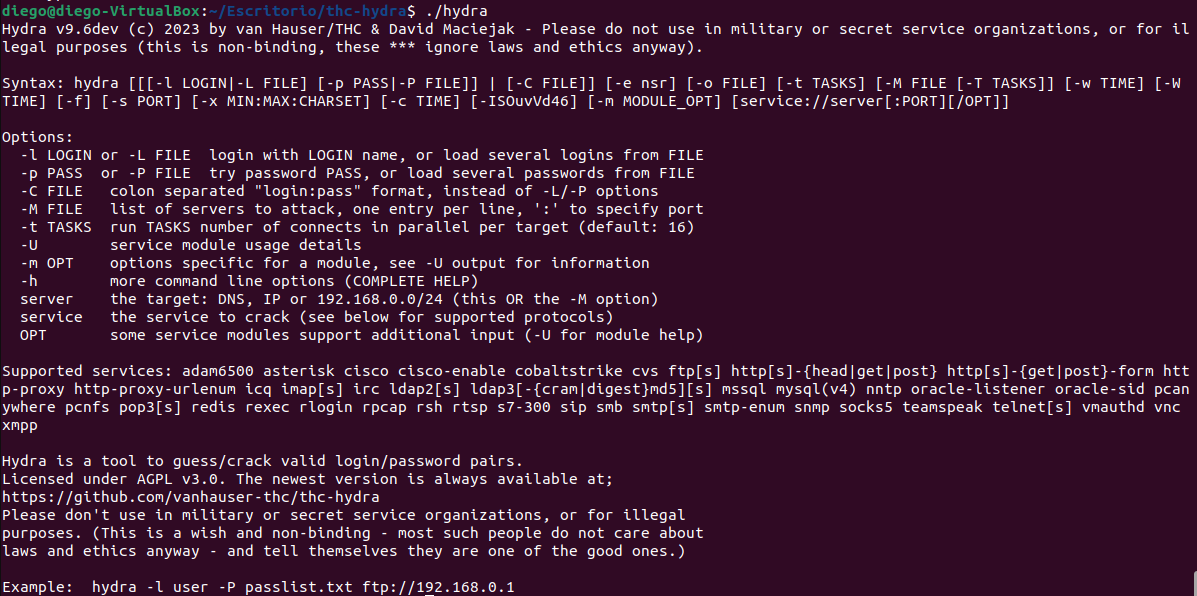 diego@diego-VirtualBox:~/Escritorio/thc-hydra$ ./hydra
Hydra v9.6dev (c) 2023 by van Hauser/THC & David Maciejak - Please do not use in military or secret service organizations, or for il
legal purposes (this is non-binding, these *** ignore laws and ethics anyway).

Syntax: hydra [[[-l LOGIN|-L FILE] [-p PASS|-P FILE]] | [-C FILE]] [-e nsr] [-o FILE] [-t TASKS] [-M FILE [-T TASKS]] [-w TIME] [-W
TIME] [-f] [-s PORT] [-x MIN:MAX:CHARSET] [-c TIME] [-ISOuvVd46] [-m MODULE_OPT] [service://server[:PORT][/OPT]]

Options:
  -l LOGIN or -L FILE  login with LOGIN name, or load several logins from FILE
  -p PASS  or -P FILE  try password PASS, or load several passwords from FILE
  -C FILE   colon separated "login:pass" format, instead of -L/-P options
  -M FILE   list of servers to attack, one entry per line, ':' to specify port
  -t TASKS  run TASKS number of connects in parallel per target (default: 16)
  -U        service module usage details
  -m OPT    options specific for a module, see -U output for information
  -h        more command line options (COMPLETE HELP)
  server    the target: DNS, IP or 192.168.0.0/24 (this OR the -M option)
  service   the service to crack (see below for supported protocols)
  OPT       some service modules support additional input (-U for module help)

Supported services: adam6500 asterisk cisco cisco-enable cobaltstrike cvs ftp[s] http[s]-{head|get|post} http[s]-{get|post}-form htt
p-proxy http-proxy-urlenum icq imap[s] irc ldap2[s] ldap3[-{cram|digest}md5][s] mssql mysql(v4) nntp oracle-listener oracle-sid pcan
ywhere pcnfs pop3[s] redis rexec rlogin rpcap rsh rtsp s7-300 sip smb smtp[s] smtp-enum snmp socks5 teamspeak telnet[s] vmauthd vnc
xmpp

Hydra is a tool to guess/crack valid login/password pairs.
Licensed under AGPL v3.0. The newest version is always available at;
https://github.com/vanhauser-thc/thc-hydra
Please don't use in military or secret service organizations, or for illegal
purposes. (This is a wish and non-binding - most such people do not care about
laws and ethics anyway - and tell themselves they are one of the good ones.)

Example:  hydra -l user -P passlist.txt ftp://192.168.0.1